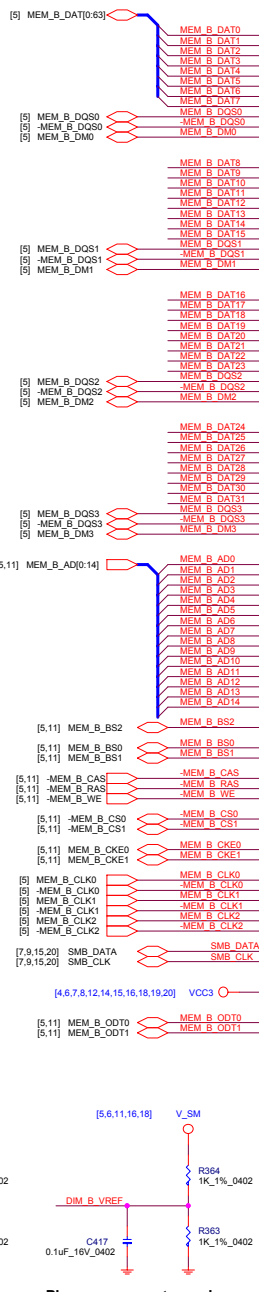 [5] MEM_B_DAT[0:63]
MEM_B_DAT0
MEM_B_DAT1
MEM_B_DAT2
MEM_B_DAT3
MEM_B_DAT4
MEM_B_DAT5
MEM_B_DAT6
MEM_B_DAT7
[5] MEM_B_DQS0 MEM_B_DQS0
[5] -MEM_B_DQS0 -MEM_B_DQS0
[5] MEM_B_DM0 MEM_B_DM0
MEM_B_DAT8
MEM_B_DAT9
MEM_B_DAT10
MEM_B_DAT11
MEM_B_DAT12
MEM_B_DAT13
MEM_B_DAT14
MEM_B_DAT15
[5] MEM_B_DQS1 MEM_B_DQS1
[5] -MEM_B_DQS1 -MEM_B_DQS1
[5] MEM_B_DM1 MEM_B_DM1
MEM_B_DAT16
MEM_B_DAT17
MEM_B_DAT18
MEM_B_DAT19
MEM_B_DAT20
MEM_B_DAT21
MEM_B_DAT22
MEM_B_DAT23
[5] MEM_B_DQS2 MEM_B_DQS2
[5] -MEM_B_DQS2 -MEM_B_DQS2
[5] MEM_B_DM2 MEM_B_DM2
MEM_B_DAT24
MEM_B_DAT25
MEM_B_DAT26
MEM_B_DAT27
MEM_B_DAT28
MEM_B_DAT29
MEM_B_DAT30
MEM_B_DAT31
[5] MEM_B_DQS3 MEM_B_DQS3
[5] -MEM_B_DQS3 -MEM_B_DQS3
[5] MEM_B_DM3 MEM_B_DM3
5,11] MEM_B_AD[0:14]
MEM_B_AD0
MEM_B_AD1
MEM_B_AD2
MEM_B_AD3
MEM_B_AD4
MEM_B_AD5
MEM_B_AD6
MEM_B_AD7
MEM_B_AD8
MEM_B_AD9
MEM_B_AD10
MEM_B_AD11
MEM_B_AD12
MEM_B_AD13
MEM_B_AD14
[5,11] MEM_B_BS2 MEM_B_BS2
[5,11] MEM_B_BS0 MEM_B_BS0
[5,11] MEM_B_BS1 MEM_B_BS1
[5,11] -MEM_B_CAS -MEM_B_CAS
[5,11] -MEM_B_RAS -MEM_B_RAS
[5,11] -MEM_B_WE -MEM_B_WE
[5,11] -MEM_B_CS0 -MEM_B_CS0
[5,11] -MEM_B_CS1 -MEM_B_CS1
[5,11] MEM_B_CKE0 MEM_B_CKE0
[5,11] MEM_B_CKE1 MEM_B_CKE1
[5] MEM_B_CLK0 MEM_B_CLK0
[5] -MEM_B_CLK0 -MEM_B_CLK0
[5] MEM_B_CLK1 MEM_B_CLK1
[5] -MEM_B_CLK1 -MEM_B_CLK1
[5] MEM_B_CLK2 MEM_B_CLK2
[5] -MEM_B_CLK2 -MEM_B_CLK2
[7,9,15,20] SMB_DATA SMB_DATA
[7,9,15,20] SMB_CLK SMB_CLK
[4,6,7,8,12,14,15,16,18,19,20] VCC3
[5,11] MEM_B_ODT0 MEM_B_ODT0
[5,11] MEM_B_ODT1 MEM_B_ODT1
[5,6,11,16,18] V_SM
R364
1K_1%_0402
DIM_B_VREF
C417
0.1uF_16V_0402
R363
1K_1%_0402